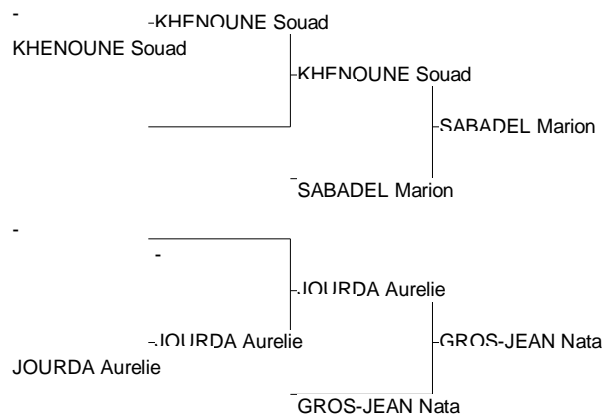 -
KHENOUNE Souad
KHENOUNE Souad
KHENOUNE Souad
SABADEL Marion
SABADEL Marion
-
-
JOURDA Aurelie
JOURDA Aurelie
GROS-JEAN Nata
JOURDA Aurelie
GROS-JEAN Nata